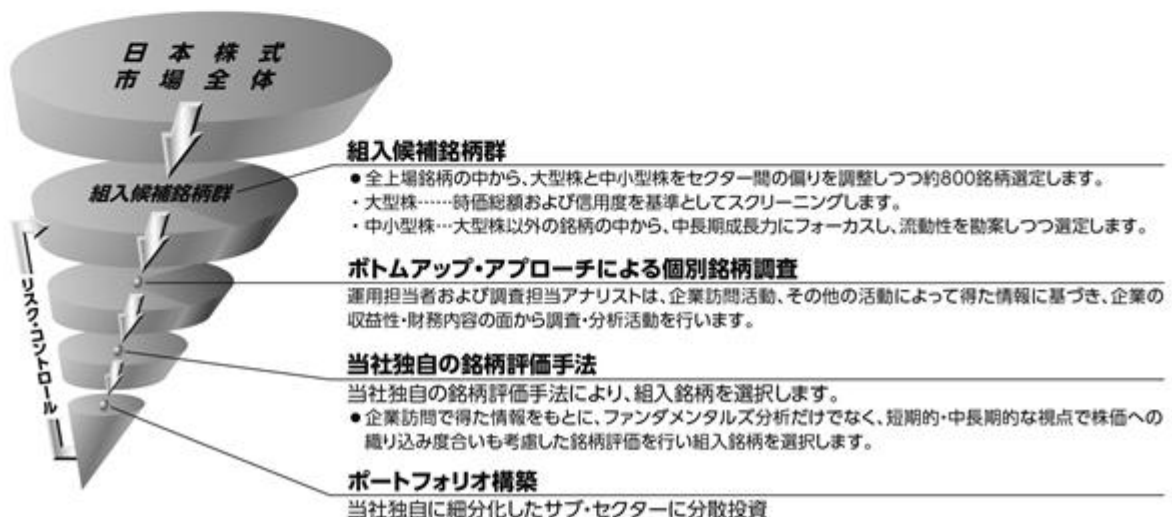 日本株式
市場全体
組入候補銘柄群
リスク・コントロール
組入候補銘柄群
●全上場銘柄の中から、大型株と中小型株をセクター間の偏りを調整しつつ約800銘柄選定します。
・大型株……時価総額および信用度を基準としてスクリーニングします。
・中小型株…大型株以外の銘柄の中から、中長期成長力にフォーカスし、流動性を勘案しつつ選定します。
ボトムアップ・アプローチによる個別銘柄調査
運用担当者および調査担当アナリストは、企業訪問活動、その他の活動によって得た情報に基づき、企業の
収益性・財務内容の面から調査・分析活動を行います。
当社独自の銘柄評価手法
当社独自の銘柄評価手法により、組入銘柄を選択します。
●企業訪問で得た情報をもとに、ファンダメンタルズ分析だけでなく、短期的・中長期的な視点で株価への
織り込み度合いも考慮した銘柄評価を行い組入銘柄を選択します。
ポートフォリオ構築
当社独自に細分化したサブ・セクターに分散投資